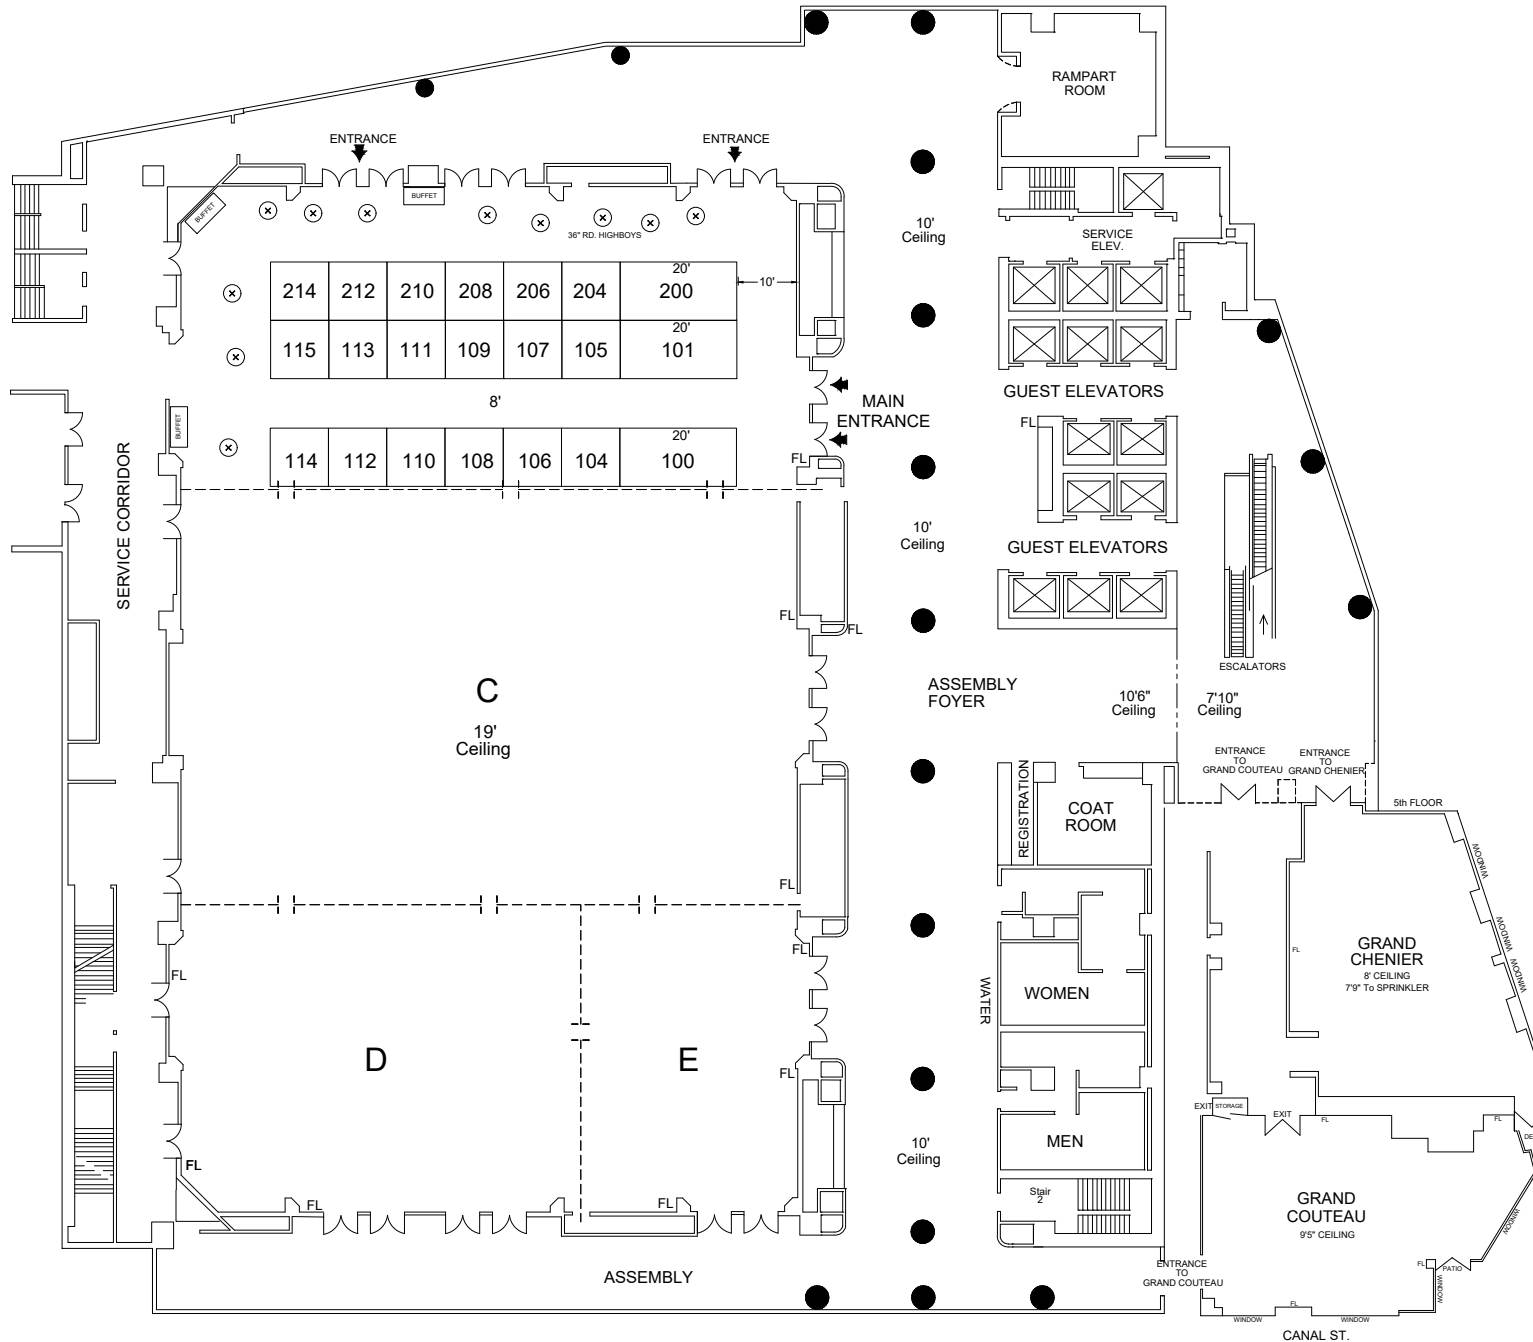 RAMPART
ROOM
ENTRANCE
ENTRANCE
BUFFET
BUFFET
36" RD. HIGHBOYS
10'
Ceiling
SERVICE
ELEV.
20'
214 212 210 208 206 204 200
10'
20'
115 113 111 109 107 105 101
8'
MAIN
ENTRANCE
GUEST ELEVATORS
BUFFET
FL
20'
114 112 110 108 106 104 100
FL
SERVICE CORRIDOR
10'
Ceiling
GUEST ELEVATORS
FL
FL
ESCALATORS
C
19'
Ceiling
ASSEMBLY
FOYER
10'6"
Ceiling
7'10"
Ceiling
ENTRANCE
TO
GRAND COUTEAU
ENTRANCE
TO
GRAND CHENIER
REGISTRATION
COAT
ROOM
5th FLOOR
WINDOW
FL
WINDOW
WINDOW
WINDOW
FL
FL
FL
GRAND
CHENIER
8' CEILING
7'9" To SPRINKLER
WATER
WOMEN
D
E
FL
EXIT
STORAGE
EXIT
FL
FL
DE
10'
Ceiling
MEN
FL
FL
FL
Stair
2
GRAND
COUTEAU
9'5" CEILING
WINDOOW
ASSEMBLY
ENTRANCE
TO
GRAND COUTEAU
FL
PATIO
WINDOW
FL
WINDOW
WINDOW
CANAL ST.